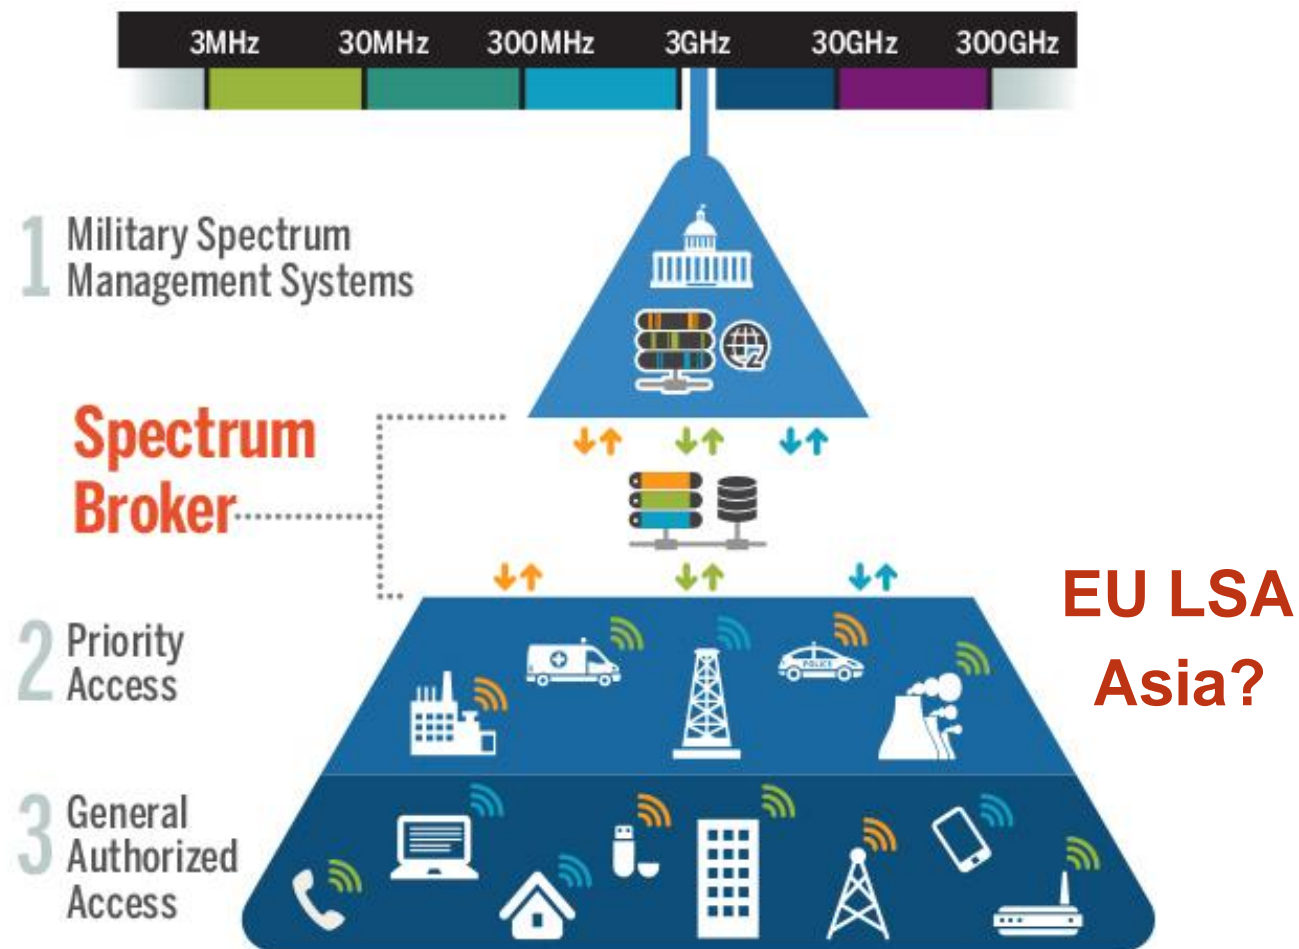 3MHz 30MHz 300MHz 3GHz 30GHz 300GHz
1 Military Spectrum
Management Systems
Spectrum
Broker
EU LSA
Asia?
2 Priority
Access
POLICE
3 General
Authorized
Access